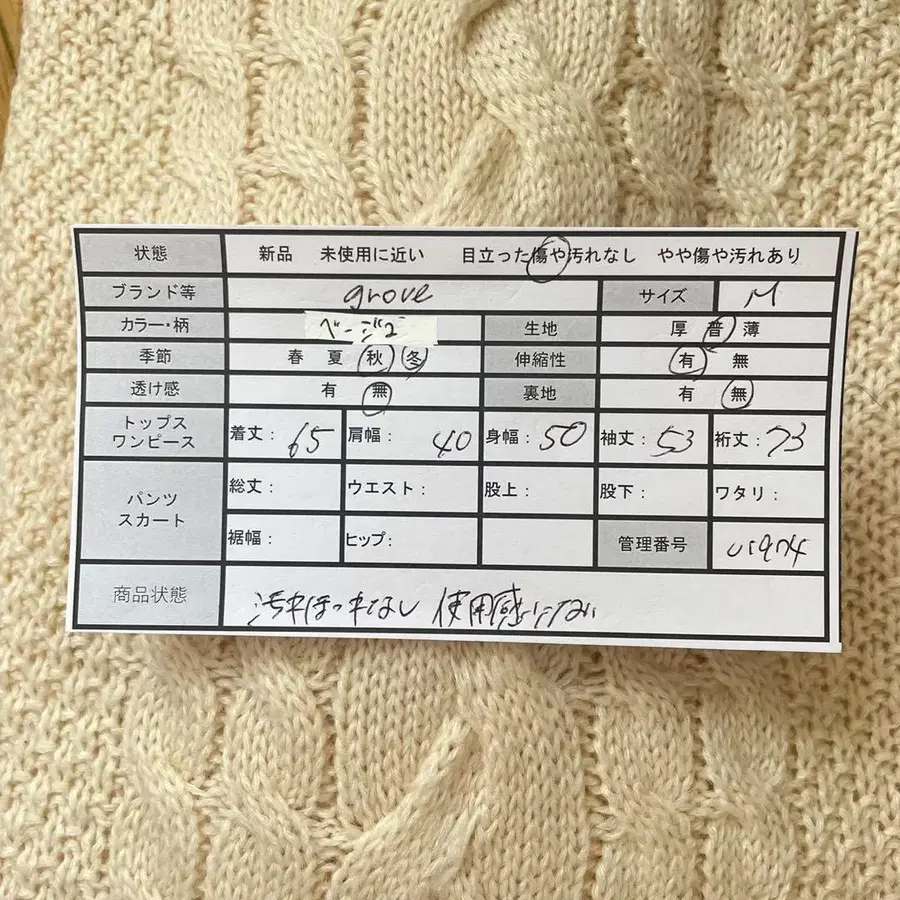 状態 新品 未使用に近い 目立った傷や汚れなし やや傷や汚れあり
ブランド等 grove サイズ M
カラー・柄 ベージュ 生地 厚 普 薄
季節 春 夏 秋 冬 伸縮性 有 無
透け感 有 無 裏地 有 無
トップス
ワンピース 着丈: 65 肩幅: 40 身幅: 50 袖丈: 53 裄丈: 73
パンツ
スカート 総丈: ウエスト: 股上: 股下: ワタリ:
裾幅: ヒップ: 管理番号
商品状態 汚れほつれなし 使用感